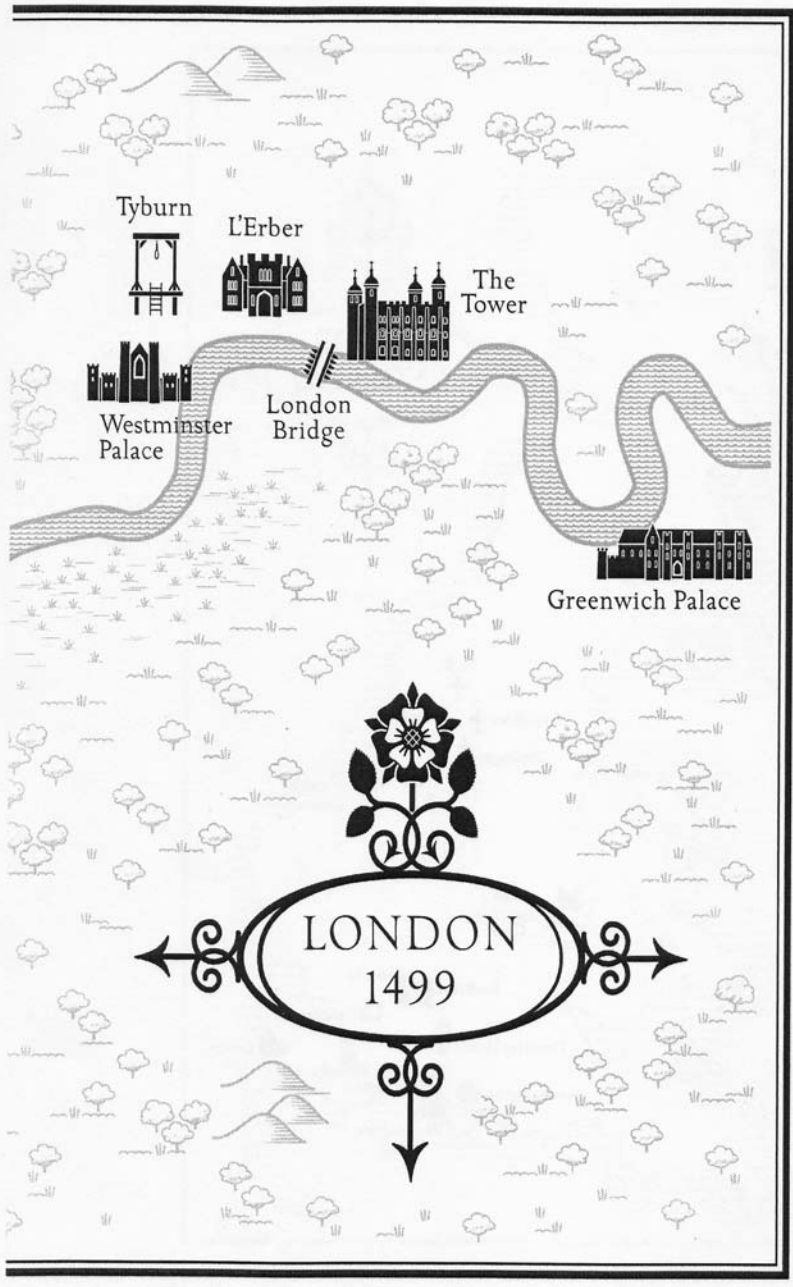 Tyburn
L'Erber
The
Tower
Westminster
Palace
London
Bridge
Greenwich Palace
LONDON
1499